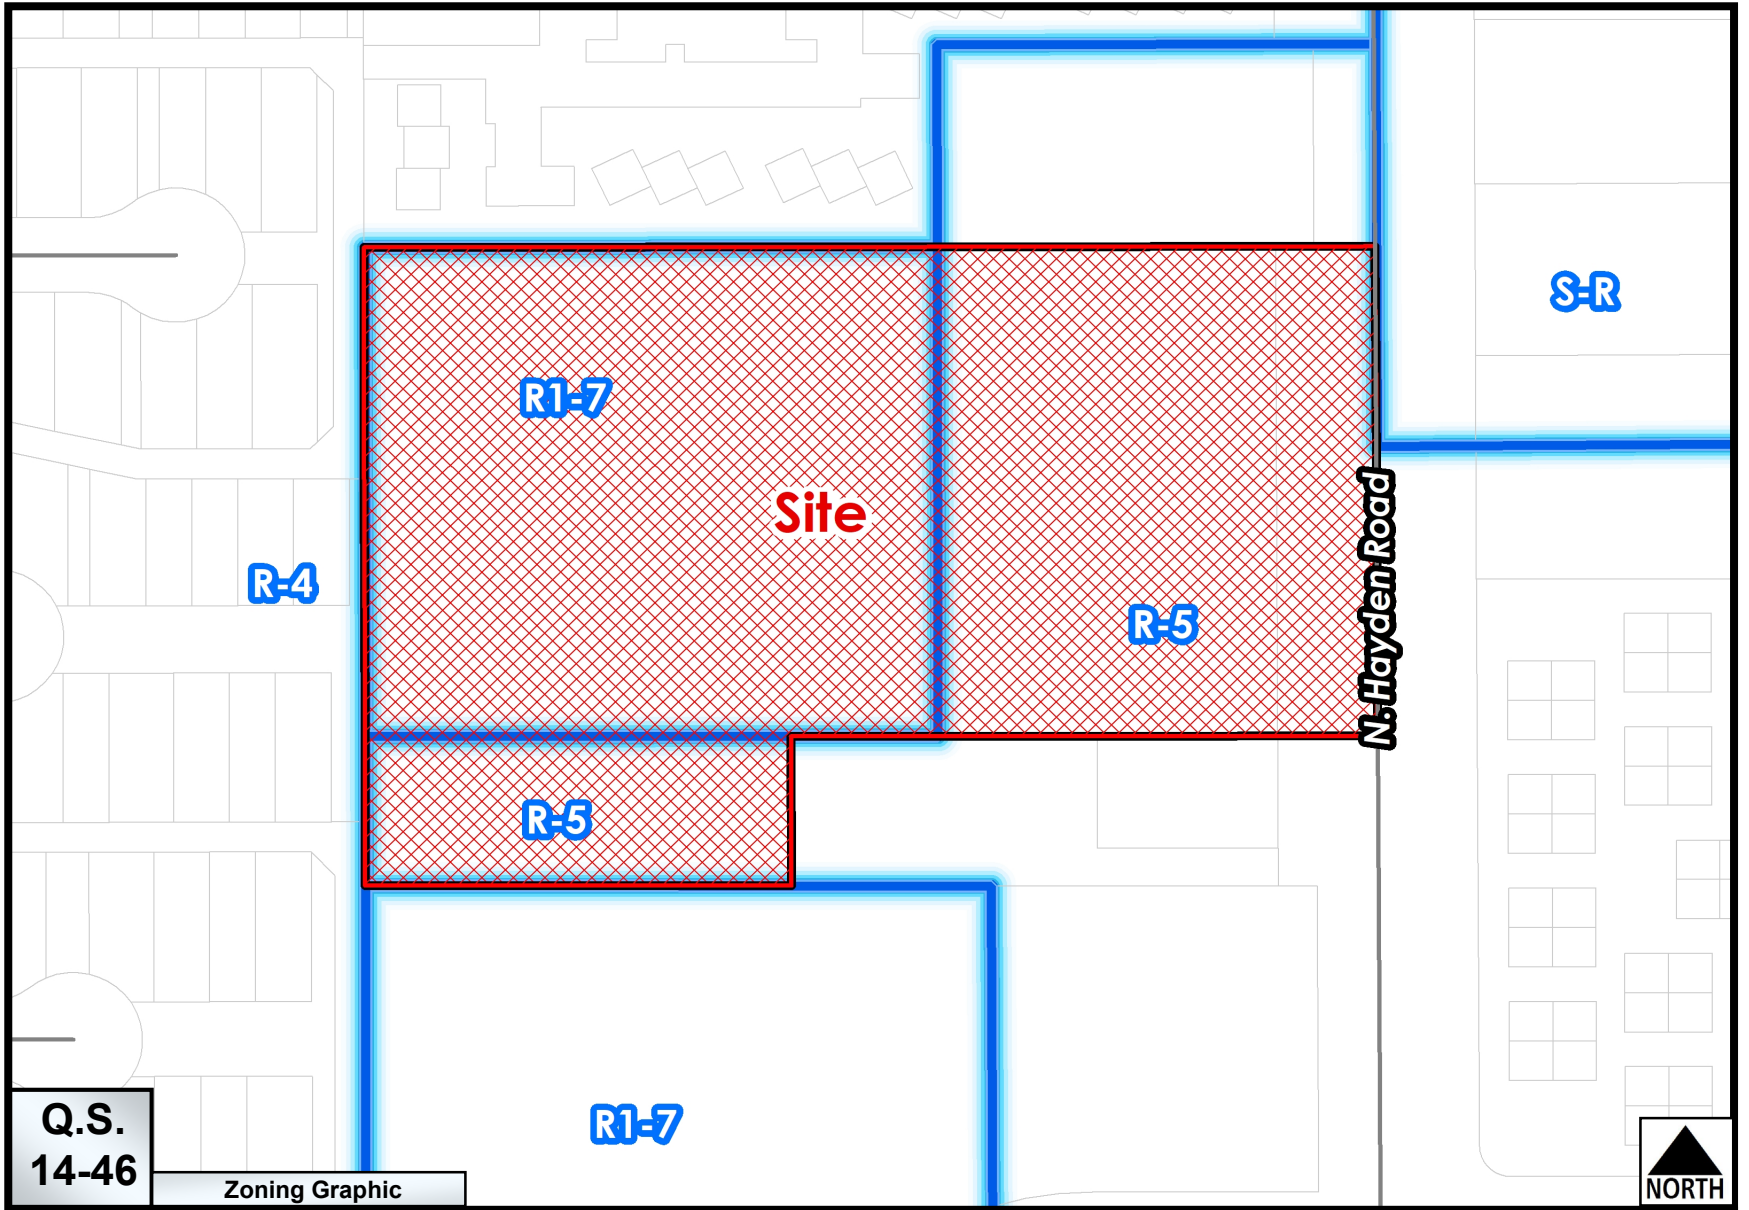 S-R
R1-7
Site
N. Hayden Road
R-4
R-5
R-5
R1-7
Q.S.
14-46
Zoning Graphic
NORTH